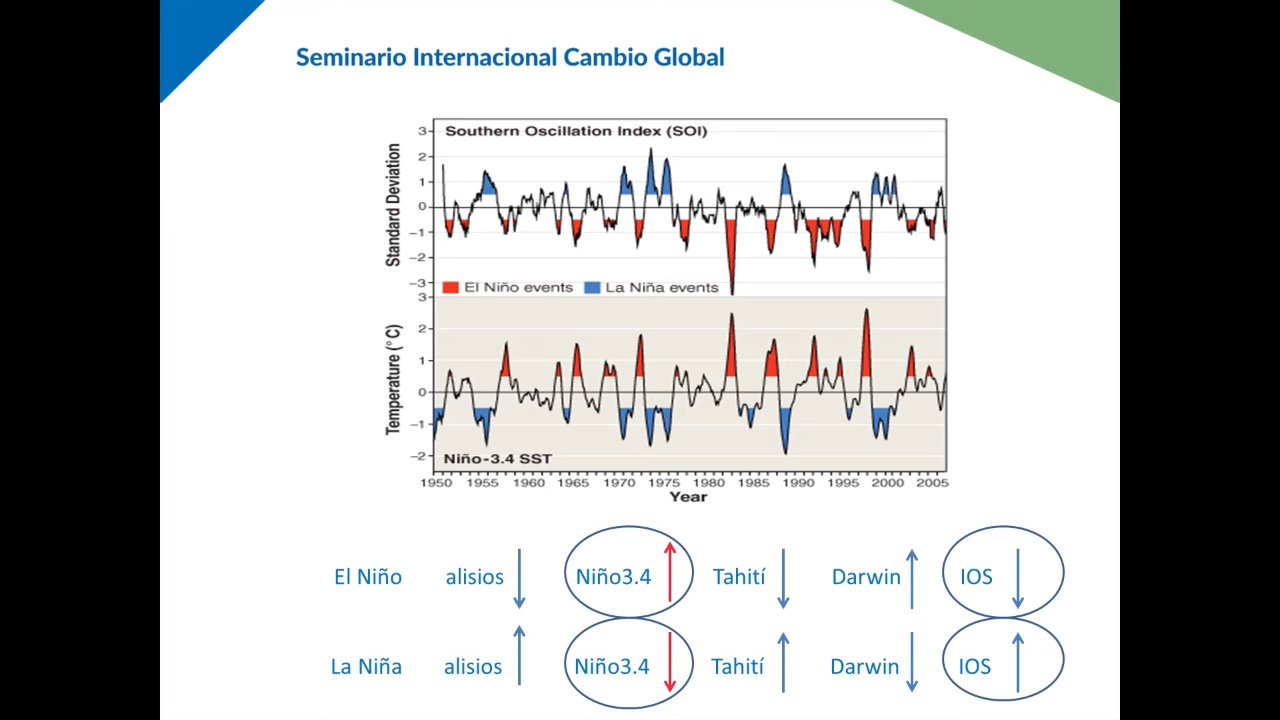 Seminario Internacional Cambio Global
Southern Oscillation Index (SOI)
Standard Deviation
3
2
1
0
−1
−2
−3
El Niño events
La Niña events
Temperature (° C)
3
2
1
0
−1
−2
Niño-3.4 SST
1950 1955 1960 1965 1970 1975 1980 1985 1990 1995 2000 2005
Year
El Niño alisios Niño3.4 Tahití Darwin IOS
La Niña alisios Niño3.4 Tahití Darwin IOS